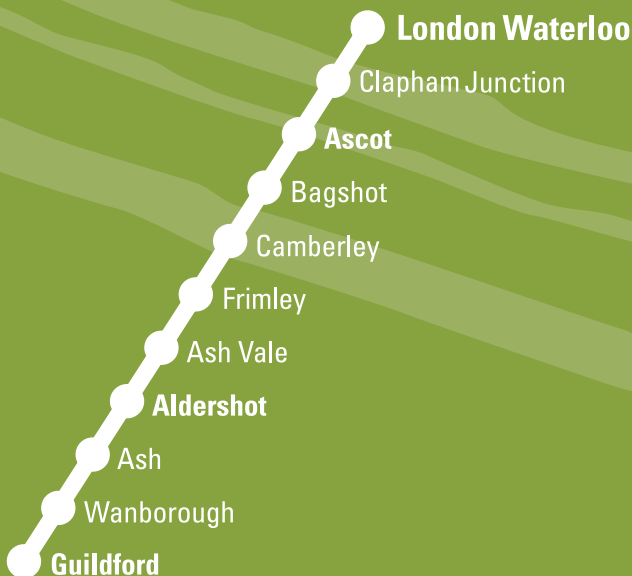 London Waterloo
Clapham Junction
Ascot
Bagshot
Camberley
Frimley
Ash Vale
Aldershot
Ash
Wanborough
Guildford